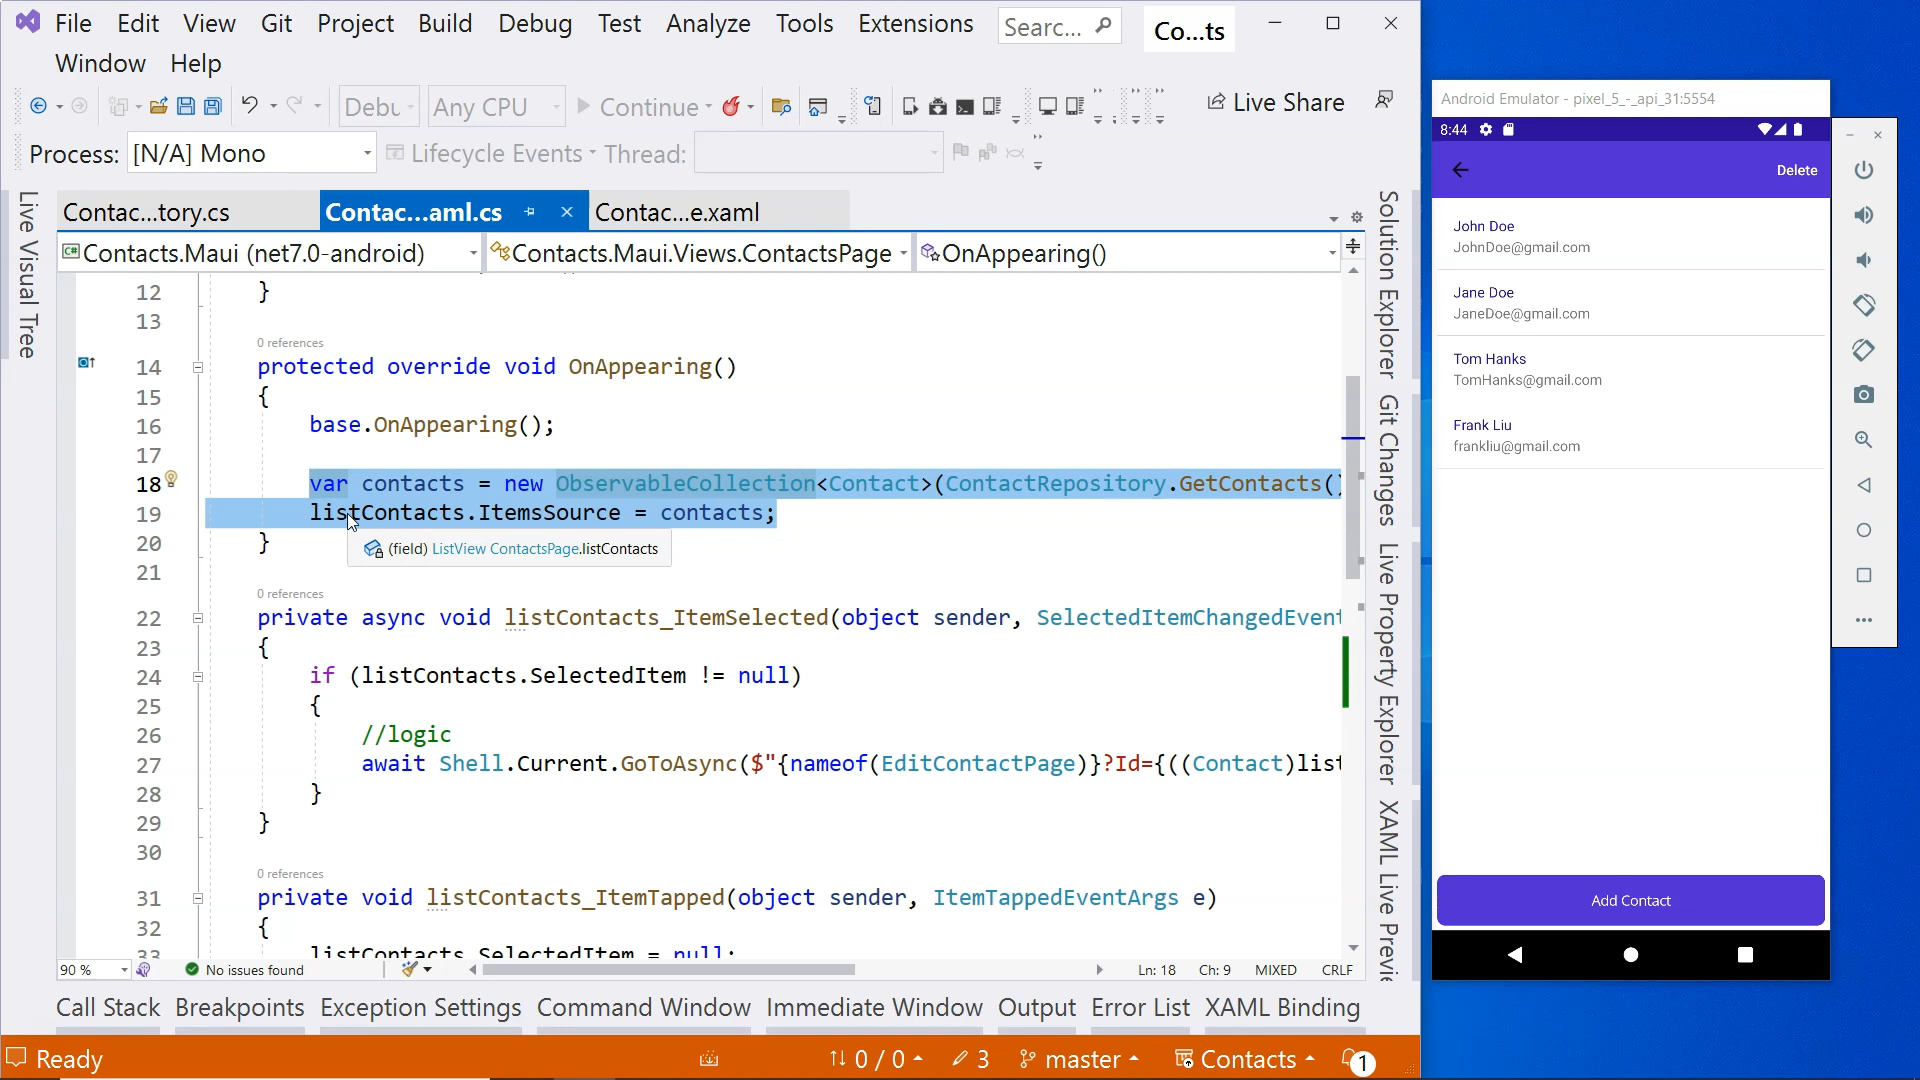 File Edit View Git Project Build Debug Test Tools Analyze Extensions Searc... Co...ts
Window Help
Debu Any CPU Continue Live Share
Process: [N/A] Mono Lifecycle Events Thread:
Contac...tory.cs Contac...aml.cs Contac...e.xaml
Contacts.Maui (net7.0-android) Contacts.Maui.Views.ContactsPage OnAppearing()
12 }
13
0 references
14 protected override void OnAppearing()
15 {
16 base.OnAppearing();
17
18 var contacts = new ObservableCollection<Contact>(ContactRepository.GetContacts()
19 listContacts.ItemsSource = contacts;
20 }
(field) ListView ContactsPage.listContacts
21
0 references
22 private async void listContacts_ItemSelected(object sender, SelectedItemChangedEvent
23 {
24 if (listContacts.SelectedItem != null)
25 {
26 //logic
27 await Shell.Current.GoToAsync($"{nameof(EditContactPage)}?Id={((Contact)list
28 }
29 }
30
0 references
31 private void listContacts_ItemTapped(object sender, ItemTappedEventArgs e)
32 {
33 listContacts.SelectedItem = null;
90 % No issues found Ln: 18 Ch: 9 MIXED CRLF
Call Stack Breakpoints Exception Settings Command Window Immediate Window Output Error List XAML Binding
Ready 0 / 0 3 master Contacts 1
Live Visual Tree
Solution Explorer
Git Changes
Live Property Explorer
XAML Live Previe
Android Emulator - pixel_5_-_api_31:5554
8:44
Delete
John Doe
JohnDoe@gmail.com
Jane Doe
JaneDoe@gmail.com
Tom Hanks
TomHanks@gmail.com
Frank Liu
frankliu@gmail.com
Add Contact